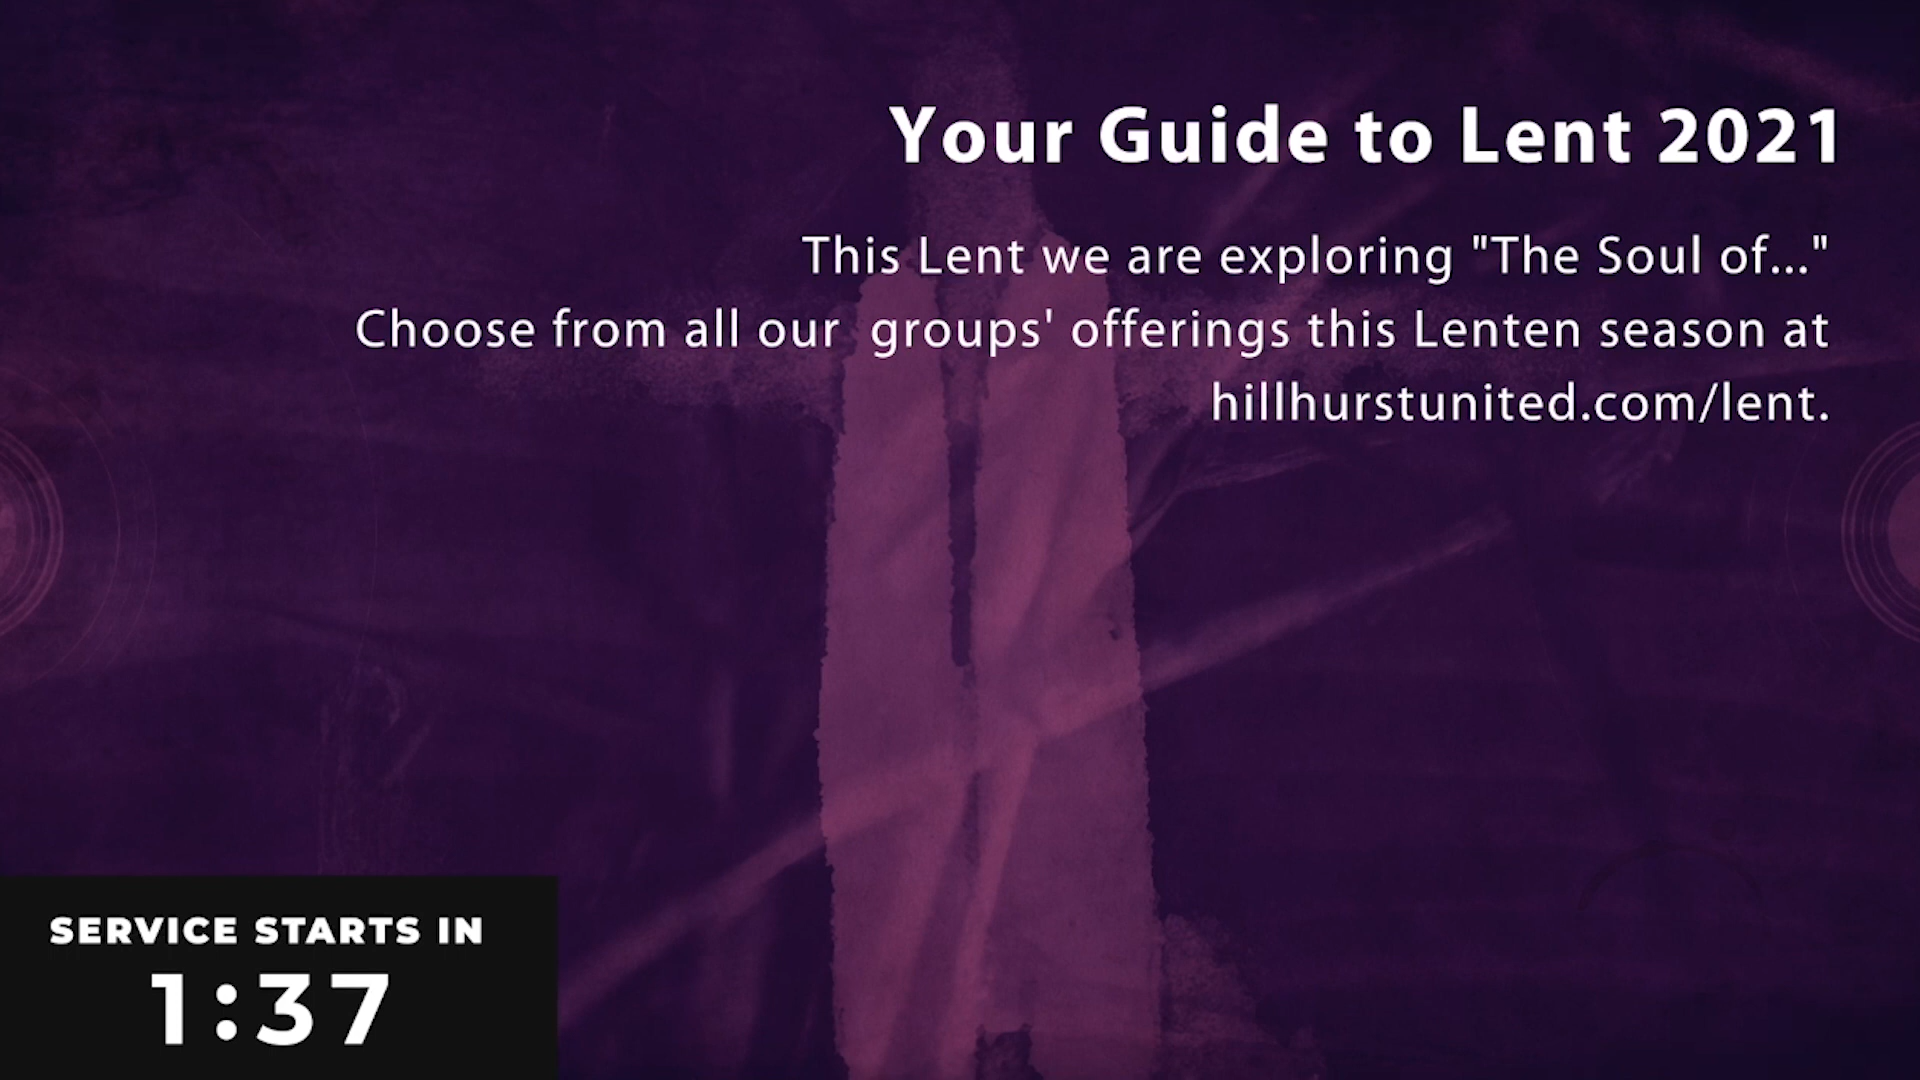 Your Guide to Lent 2021
This Lent we are exploring "The Soul of..."
Choose from all our  groups' offerings this Lenten season at
hillhurstunited.com/lent.
SERVICE STARTS IN
1:37